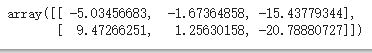 array([[ -5.03456683,  -1.67364858, -15.43779344],
       [  9.47266251,   1.25630158, -20.78880727]])